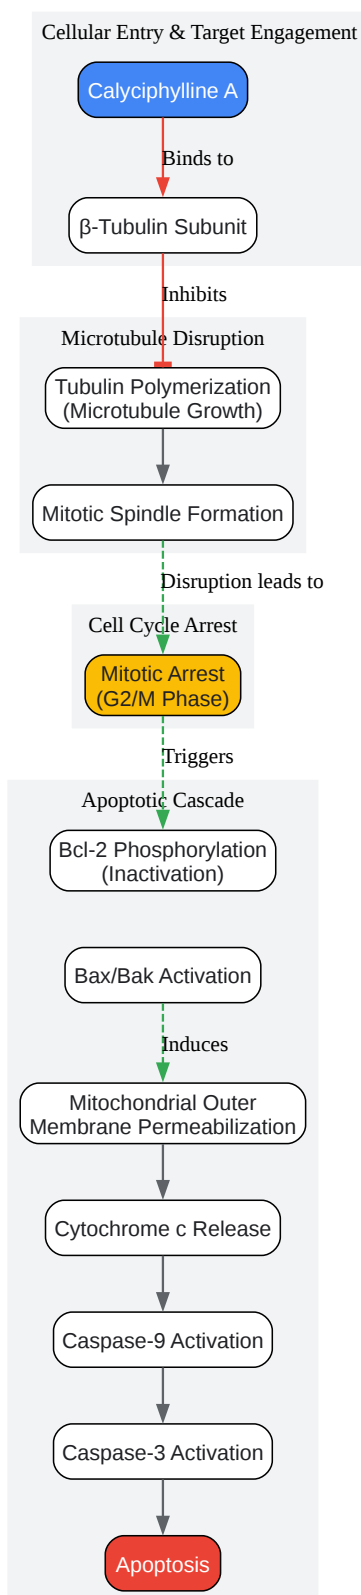 Cellular Entry & Target Engagement
Calyciphylline A
Binds to
β-Tubulin Subunit
Inhibits
Microtubule Disruption
Tubulin Polymerization
(Microtubule Growth)
Mitotic Spindle Formation
Disruption leads to
Cell Cycle Arrest
Mitotic Arrest
(G2/M Phase)
Triggers
Apoptotic Cascade
Bcl-2 Phosphorylation
(Inactivation)
Bax/Bak Activation
Induces
Mitochondrial Outer
Membrane Permeabilization
Cytochrome c Release
Caspase-9 Activation
Caspase-3 Activation
Apoptosis